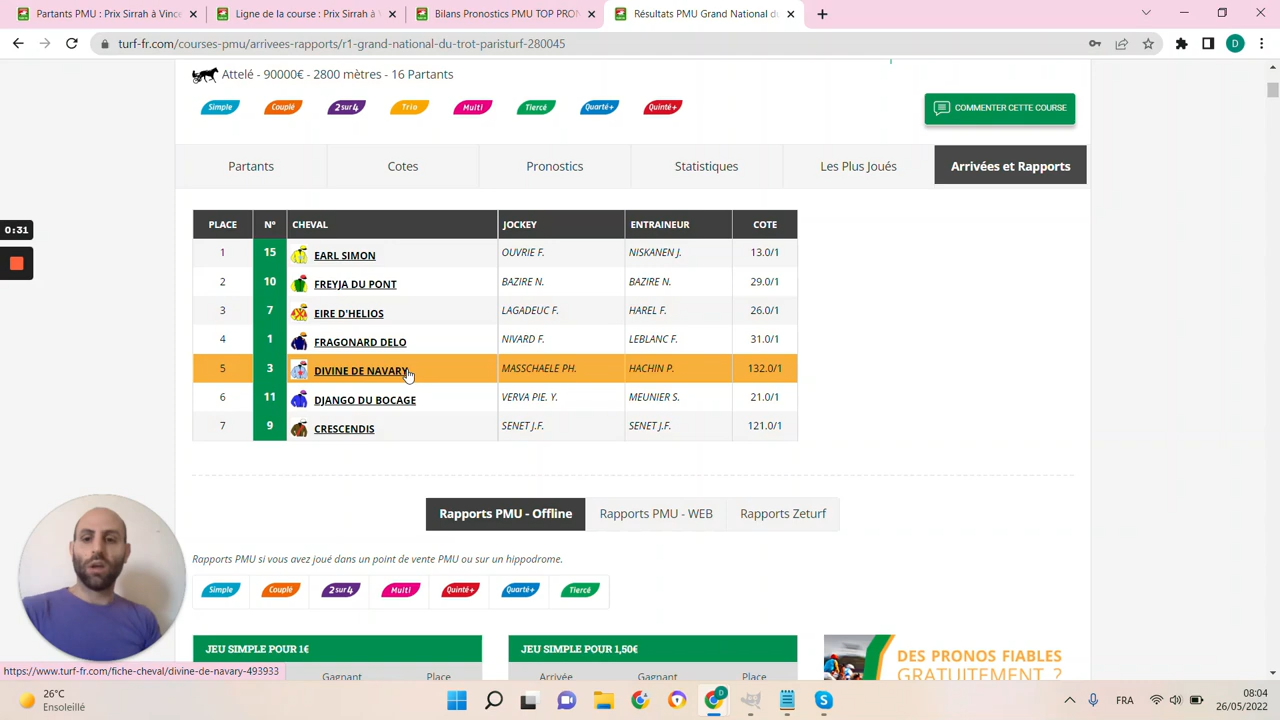 Partants PMU : Prix Sirrah à Vince
Ligne de la course : Prix Sirrah à
Bilans Pronostics PMU TOP PRON
Résultats PMU Grand National du
turf-fr.com/courses-pmu/arrivees-rapports/r1-grand-national-du-trot-paristurf-280045
D
Attelé - 90000€ - 2800 mètres - 16 Partants
Simple Couplé 2 sur 4 Trio Multi Tiercé Quarté+ Quinté+
COMMENTER CETTE COURSE
Partants Cotes Pronostics Statistiques Les Plus Joués Arrivées et Rapports
0:31
PLACE N° CHEVAL JOCKEY ENTRAINEUR COTE
1 15 EARL SIMON OUVRIE F. NISKANEN J. 13.0/1
2 10 FREYJA DU PONT BAZIRE N. BAZIRE N. 29.0/1
3 7 EIRE D'HELIOS LAGADEUC F. HAREL F. 26.0/1
4 1 FRAGONARD DELO NIVARD F. LEBLANC F. 31.0/1
5 3 DIVINE DE NAVARY MASSCHAELE PH. HACHIN P. 132.0/1
6 11 DJANGO DU BOCAGE VERVA PIE. Y. MEUNIER S. 21.0/1
7 9 CRESCENDIS SENET J.F. SENET J.F. 121.0/1
Rapports PMU - Offline Rapports PMU - WEB Rapports Zeturf
Rapports PMU si vous avez joué dans un point de vente PMU ou sur un hippodrome.
Simple Couplé 2 sur 4 Multi Quinté+ Quarté+ Tiercé
JEU SIMPLE POUR 1€
JEU SIMPLE POUR 1,50€
Gagnant Place
Arrivée Gagnant Place
DES PRONOS FIABLES
GRATUITEMENT ?
https://www.turf-fr.com/fiche-cheval/divine-de-navary-493933
26°C
Ensoleillé
FRA
08:04
26/05/2022